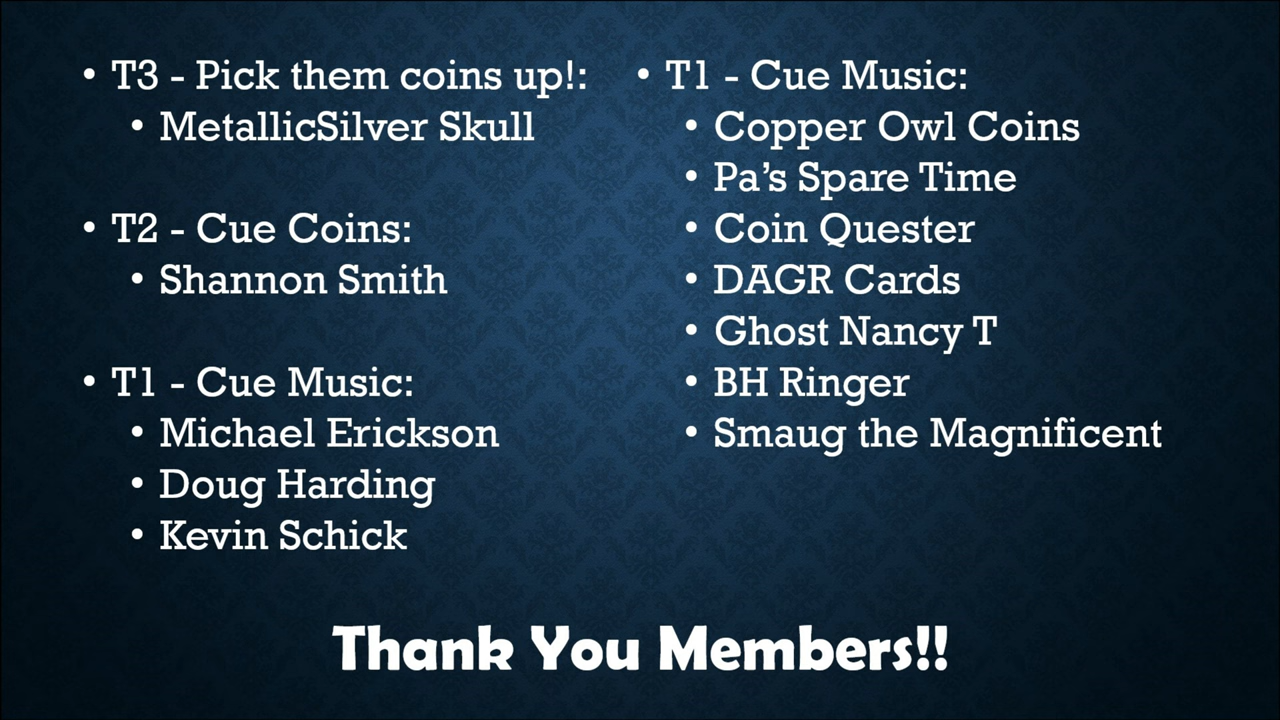 • T3 - Pick them coins up!:
• MetallicSilver Skull
• T2 - Cue Coins:
• Shannon Smith
• T1 - Cue Music:
• Michael Erickson
• Doug Harding
• Kevin Schick
• T1 - Cue Music:
• Copper Owl Coins
• Pa’s Spare Time
• Coin Quester
• DAGR Cards
• Ghost Nancy T
• BH Ringer
• Smaug the Magnificent
Thank You Members!!